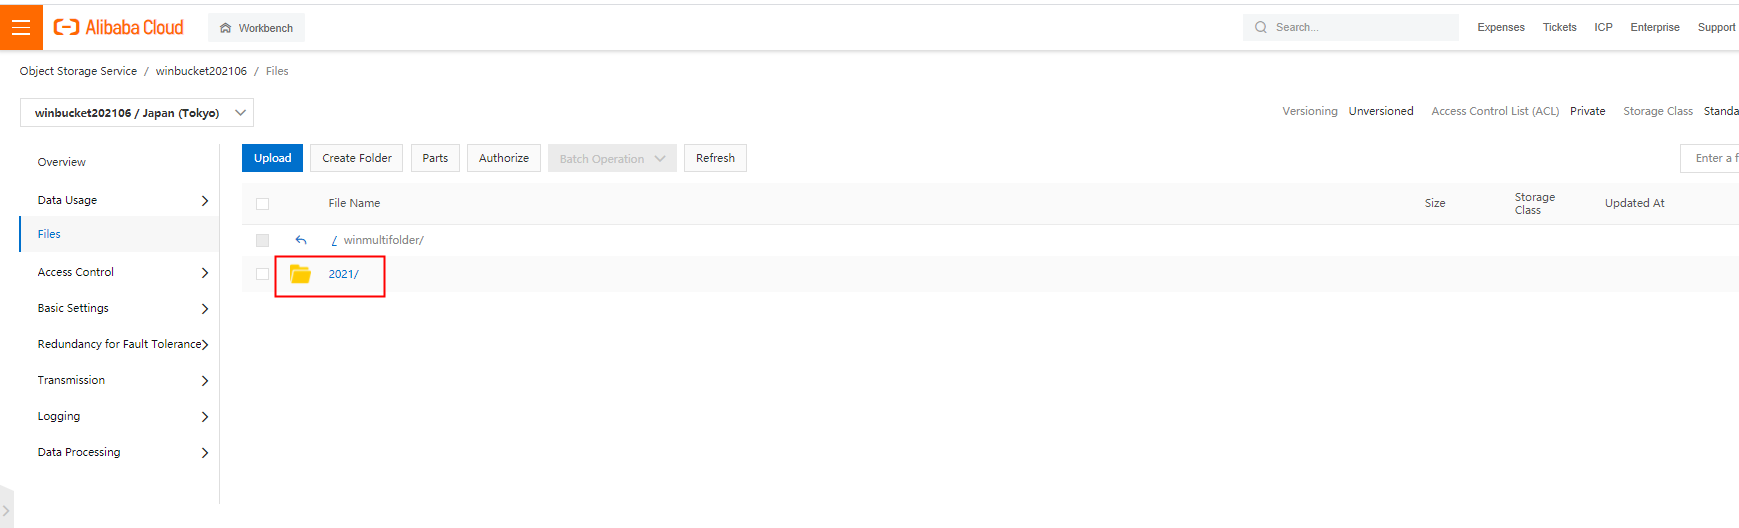 Alibaba Cloud
Workbench
Search...
Expenses Tickets ICP Enterprise Support
Object Storage Service / winbucket202106 / Files
winbucket202106 / Japan (Tokyo)
Versioning Unversioned Access Control List (ACL) Private Storage Class Standa
Overview
Data Usage
Files
Access Control
Basic Settings
Redundancy for Fault Tolerance
Transmission
Logging
Data Processing
Upload Create Folder Parts Authorize Batch Operation Refresh
Enter a f
File Name Size Storage Class Updated At
/ winmultifolder/
2021/